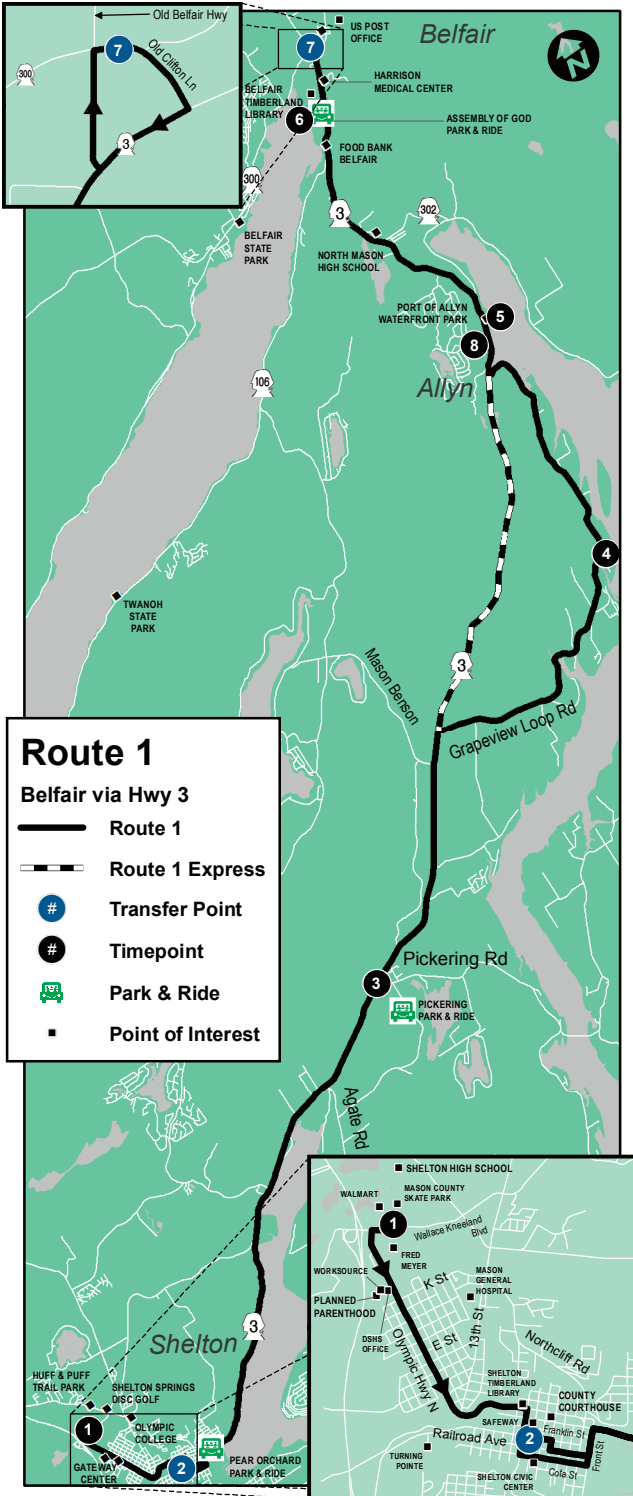 Old Belfair Hwy
7
Old Clifton Ln
300
3
US POST
OFFICE
Belfair
N
7
HARRISON
MEDICAL CENTER
BELFAIR
TIMBERLAND
LIBRARY
6
ASSEMBLY OF GOD
PARK & RIDE
FOOD BANK
BELFAIR
300
3
302
BELFAIR
STATE
PARK
NORTH MASON
HIGH SCHOOL
PORT OF ALLYN
WATERFRONT PARK
5
8
Allyn
106
4
TWANOH
STATE
PARK
Mason Benson
3
Grapeview Loop Rd
Route 1
Belfair via Hwy 3
Route 1
Route 1 Express
# Transfer Point
# Timepoint
Park & Ride
Point of Interest
Pickering Rd
3
PICKERING
PARK & RIDE
Agate Rd
3
Shelton
HUFF & PUFF
TRAIL PARK
SHELTON SPRINGS
DISC GOLF
1
OLYMPIC
COLLEGE
GATEWAY
CENTER
2
PEAR ORCHARD
PARK & RIDE
SHELTON HIGH SCHOOL
WALMART
MASON COUNTY
SKATE PARK
1
Wallace Kneeland
Blvd
FRED
MEYER
WORKSOURCE
K St
MASON
GENERAL
HOSPITAL
PLANNED
PARENTHOOD
DSHS
OFFICE
E St
13th St
Olympic Hwy N
Northcliff Rd
SHELTON
TIMBERLAND
LIBRARY
COUNTY
COURTHOUSE
SAFEWAY
Franklin St
Railroad Ave
2
Front St
TURNING
POINTE
Cota St
SHELTON CIVIC
CENTER